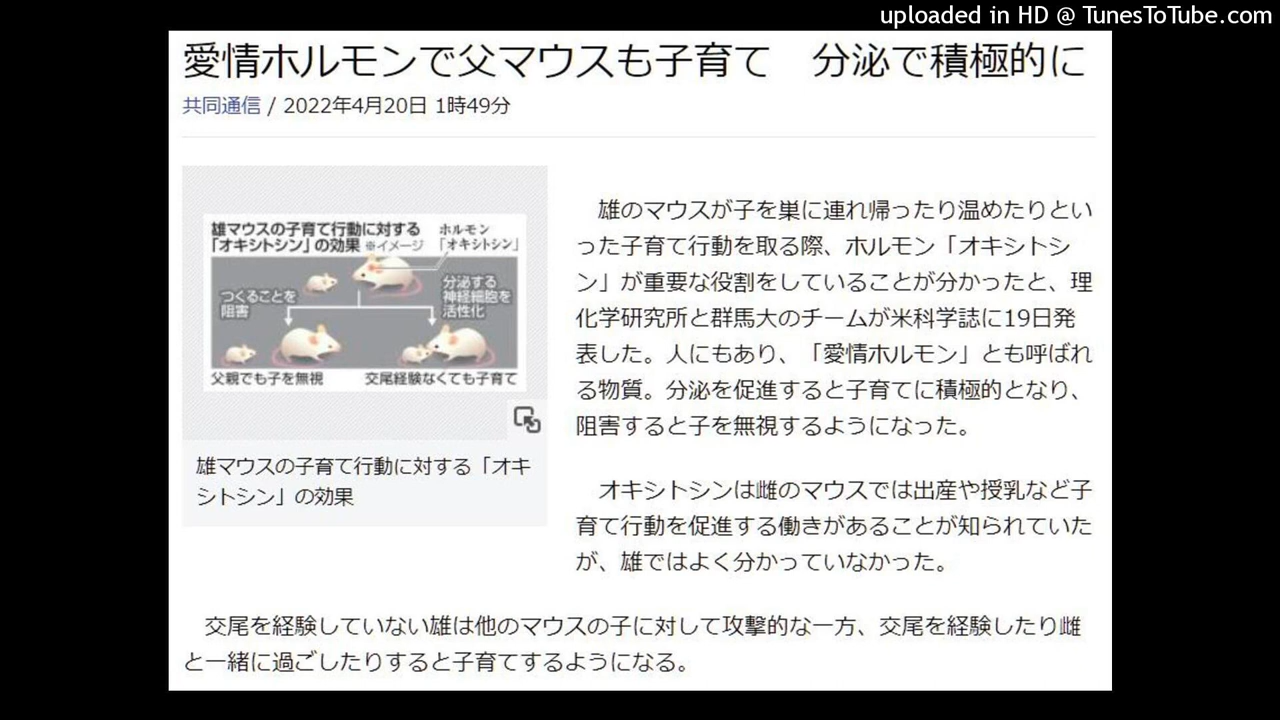 uploaded in HD @ TunesToTube.com
愛情ホルモンで父マウスも子育て　分泌で積極的に
共同通信 / 2022年4月20日 1時49分
雄マウスの子育て行動に対する
「オキシトシン」の効果 ※イメージ
ホルモン
「オキシトシン」
つくることを
阻害
分泌する
神経細胞を
活性化
父親でも子を無視
交尾経験なくても子育て
雄マウスの子育て行動に対する「オキ
シトシン」の効果
雄のマウスが子を巣に連れ帰ったり温めたりとい
った子育て行動を取る際、ホルモン「オキシトシ
ン」が重要な役割をしていることが分かったと、理
化学研究所と群馬大のチームが米科学誌に19日発
表した。人にもあり、「愛情ホルモン」とも呼ばれ
る物質。分泌を促進すると子育てに積極的となり、
阻害すると子を無視するようになった。
オキシトシンは雌のマウスでは出産や授乳など子
育て行動を促進する働きがあることが知られていた
が、雄ではよく分かっていなかった。
交尾を経験していない雄は他のマウスの子に対して攻撃的な一方、交尾を経験したり雌
と一緒に過ごしたりすると子育てするようになる。